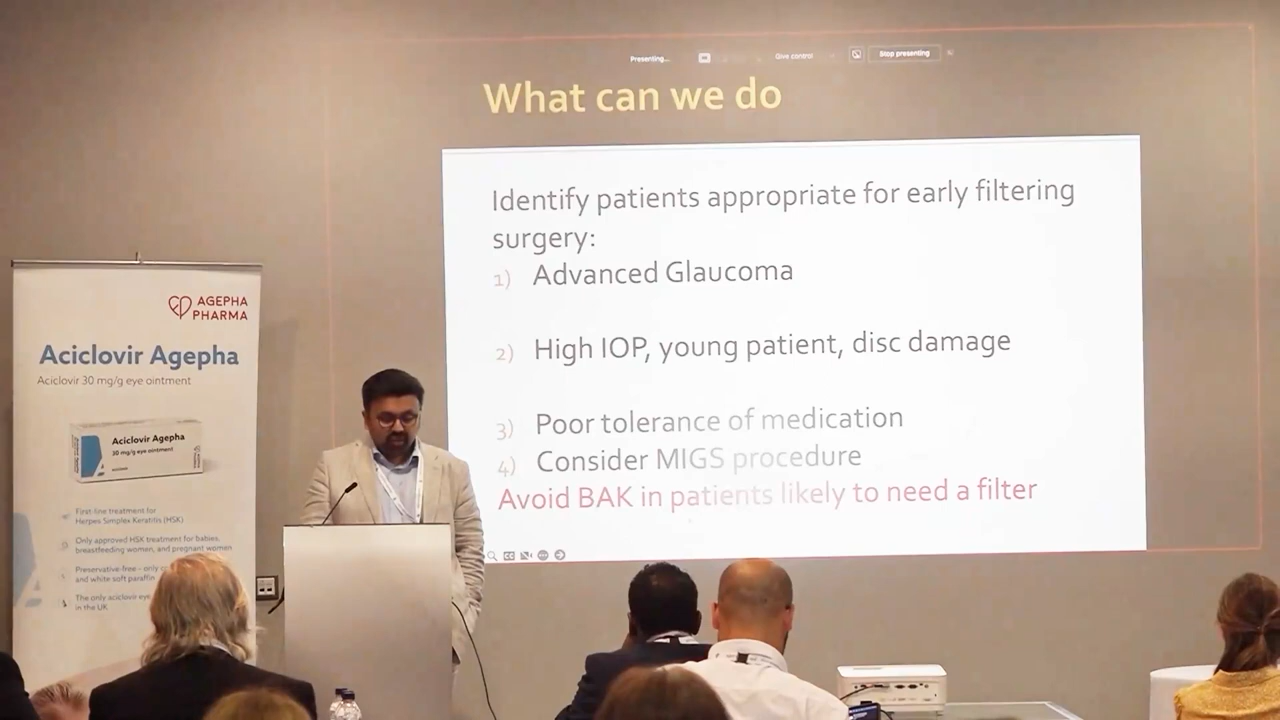 Presenting...
Give control
Stop presenting
What can we do
Identify patients appropriate for early filtering
surgery:
1) Advanced Glaucoma
2) High IOP, young patient, disc damage
3) Poor tolerance of medication
4) Consider MIGS procedure
Avoid BAK in patients likely to need a filter
CC
AGEPHA
PHARMA
Aciclovir Agepha
Aciclovir 30 mg/g eye ointment
Aciclovir Agepha
30 mg/g eye ointment
First-line treatment for
Herpes Simplex Keratitis (HSK)
Only approved HSK treatment for babies,
breastfeeding women, and pregnant women
Preservative-free - only
and white soft paraffin
The only aciclovir eye
in the UK